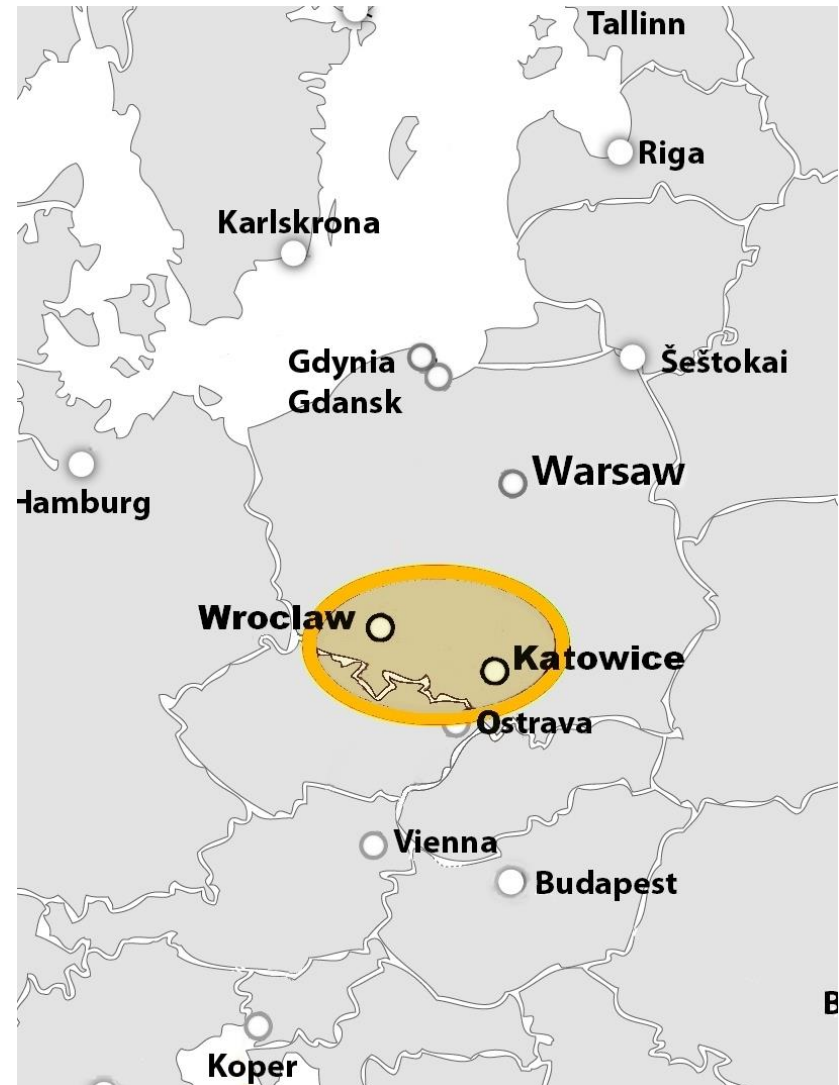 Tallinn
Riga
Karlskrona
Gdynia
Šeštokai
Gdansk
Warsaw
Hamburg
Wroclaw
Katowice
Ostrava
Vienna
Budapest
B
Koper